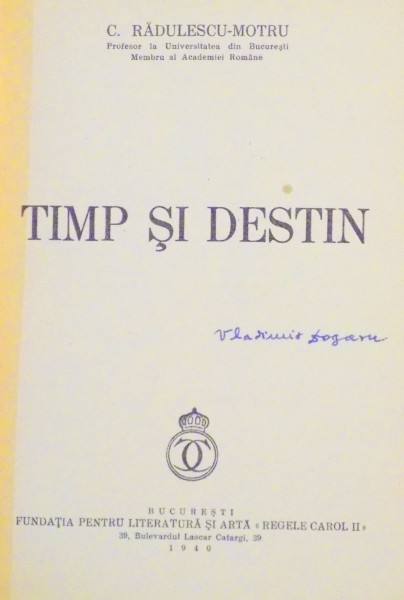 C. RĂDULESCU-MOTRU
Profesor la Universitatea din Bucureşti
Membru al Academiei Române
TIMP ŞI DESTIN
Vladimir Dogaru
BUCUREŞTI
FUNDAŢIA PENTRU LITERATURĂ ŞI ARTĂ «REGELE CAROL II»
39, Bulevardul Lascar Catargi, 39
1940